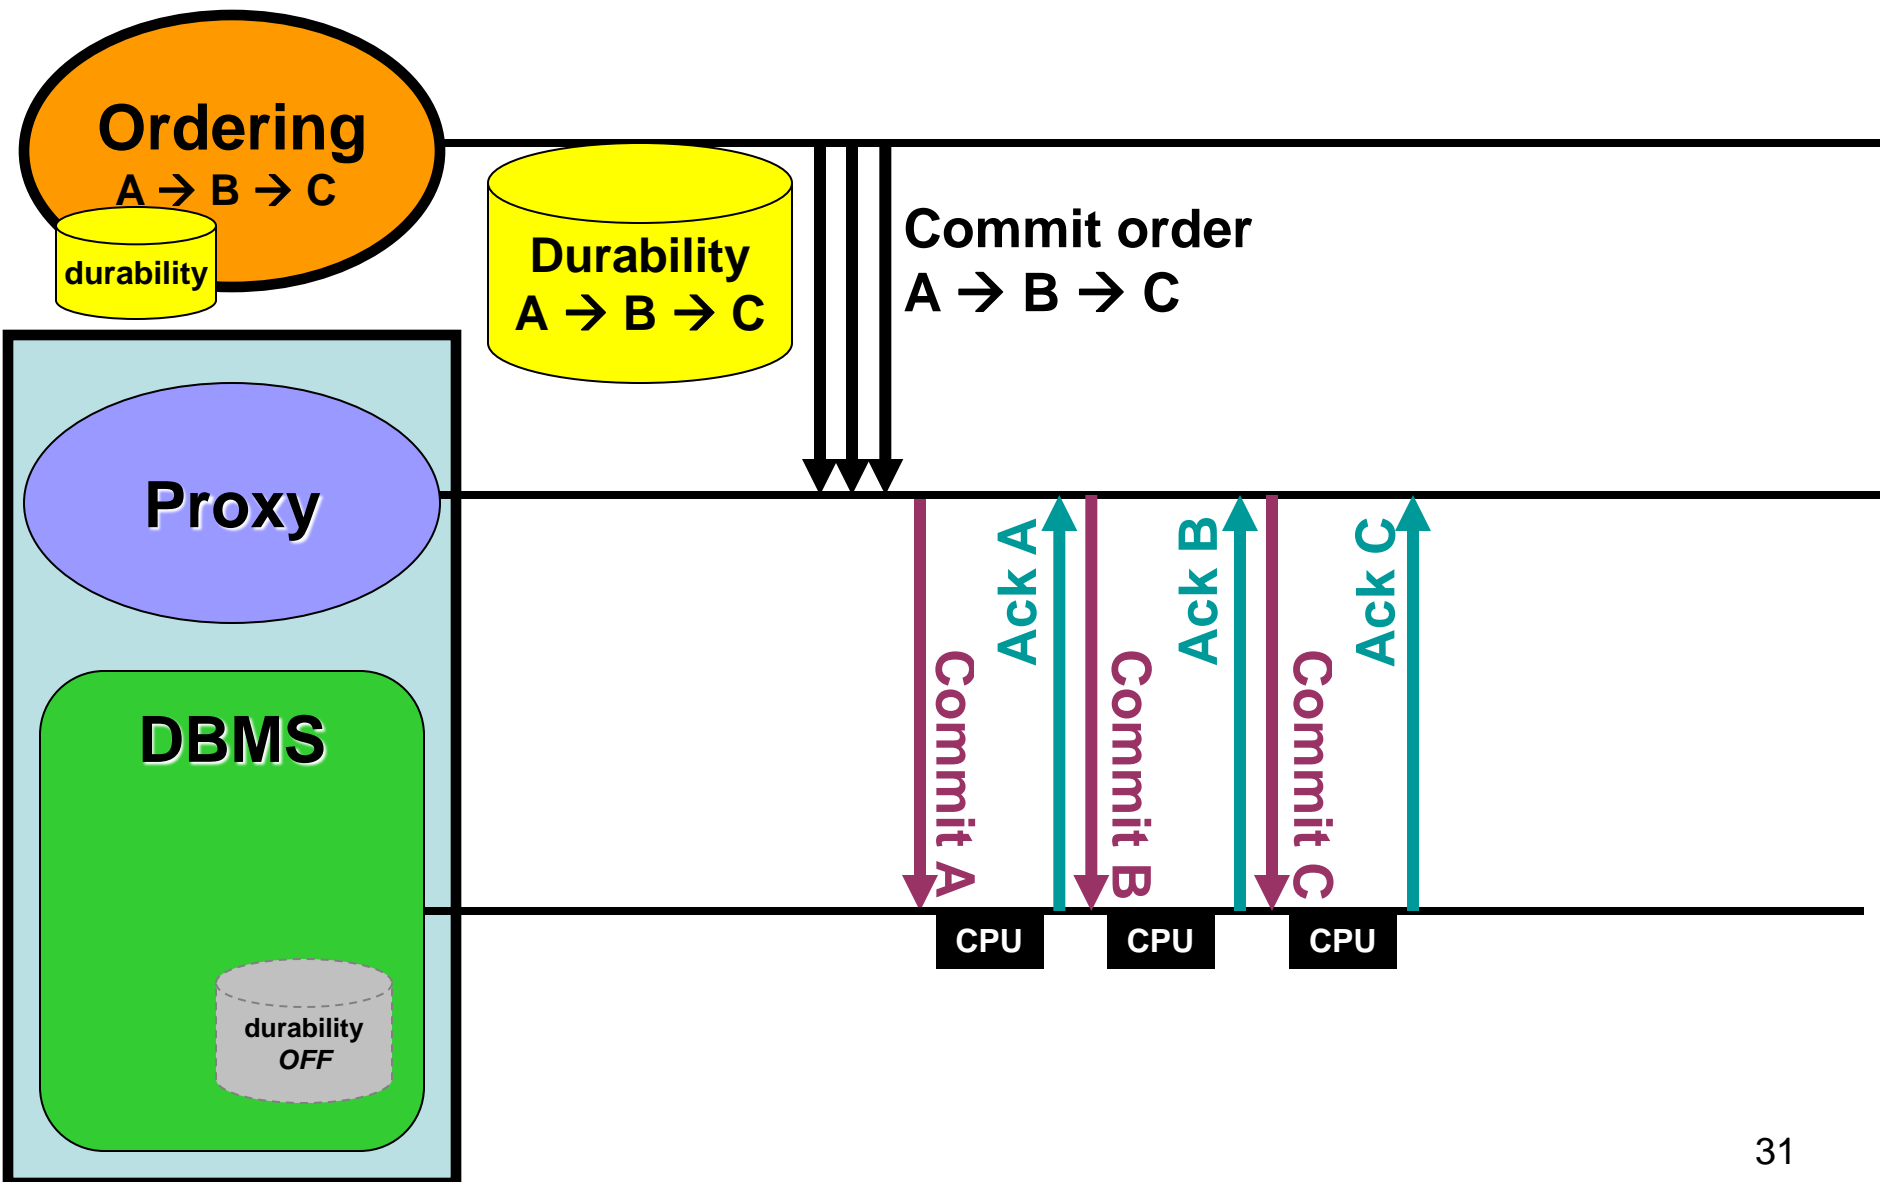 Ordering
A → B → C
durability
Durability
A → B → C
Commit order
A → B → C
Proxy
DBMS
durability
OFF
Commit A
Ack A
Commit B
Ack B
Commit C
Ack C
CPU
CPU
CPU
31